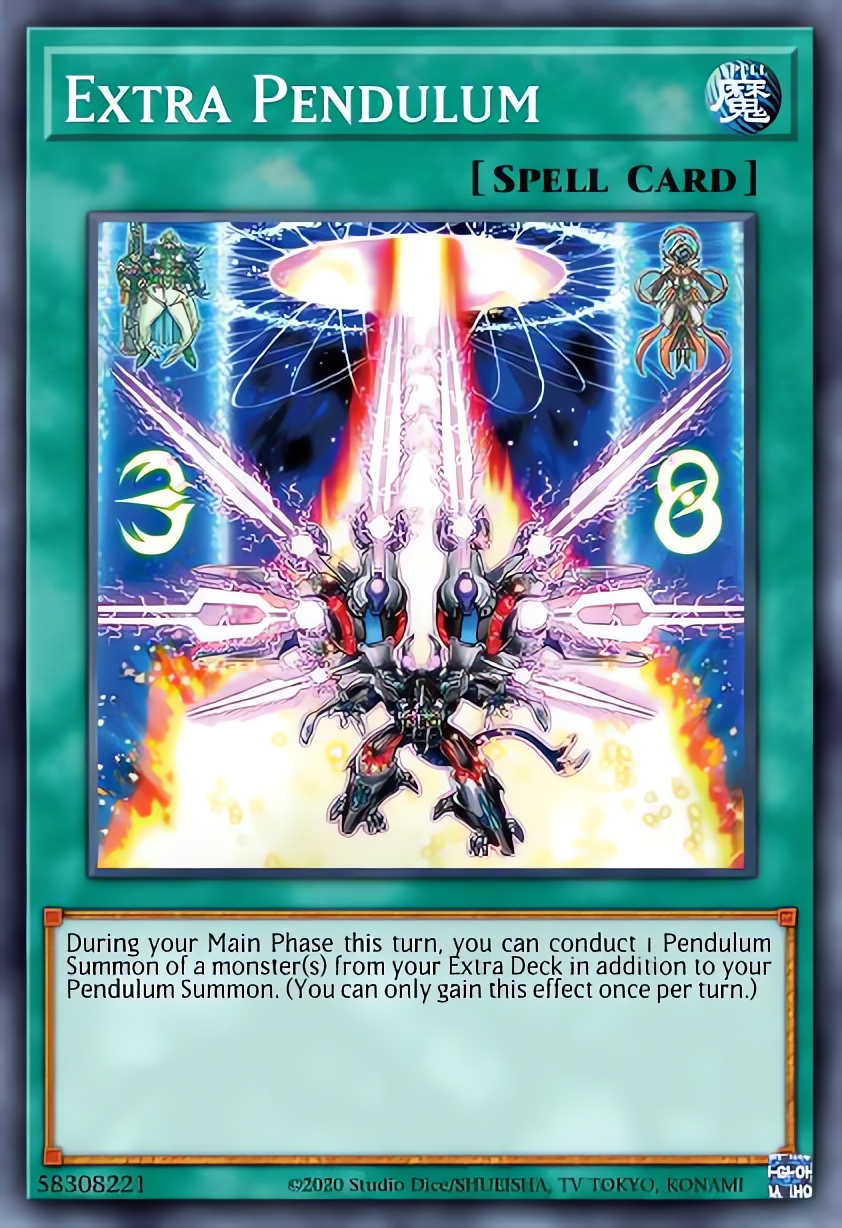 EXTRA PENDULUM
魔
[SPELL CARD]
3
8
During your Main Phase this turn, you can conduct 1 Pendulum
Summon of a monster(s) from your Extra Deck in addition to your
Pendulum Summon. (You can only gain this effect once per turn.)
58308221
©2020 Studio Dice/SHUEISHA, TV TOKYO, KONAMI